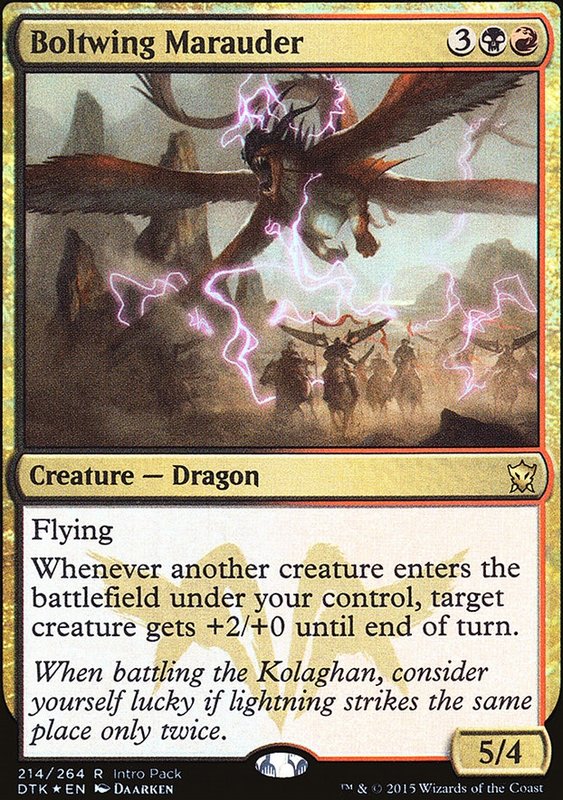 Boltwing Marauder
3
Creature — Dragon
Flying
Whenever another creature enters the
battlefield under your control, target
creature gets +2/+0 until end of turn.
When battling the Kolaghan, consider
yourself lucky if lightning strikes the same
place only twice.
5/4
214/264 R Intro Pack
DTK ★ EN Daarken
™ & © 2015 Wizards of the Coast